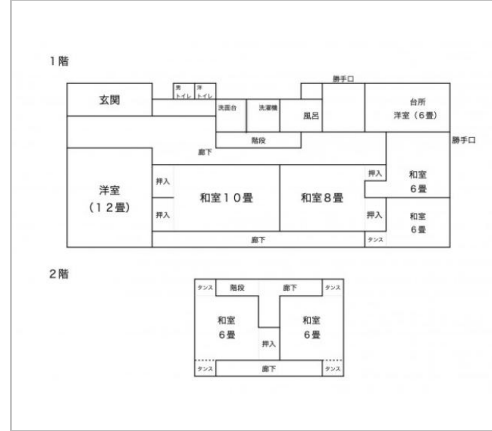 1階
勝手口
玄関
男
トイレ
洋
トイレ
洗面台
洗濯機
風呂
台所
洋室（6畳）
勝手口
階段
廊下
洋室
（12畳）
押入
押入
和室10畳
和室8畳
押入
押入
和室
6畳
和室
6畳
廊下
タンス
2階
タンス
階段
廊下
タンス
和室
6畳
和室
6畳
押入
タンス
廊下
タンス